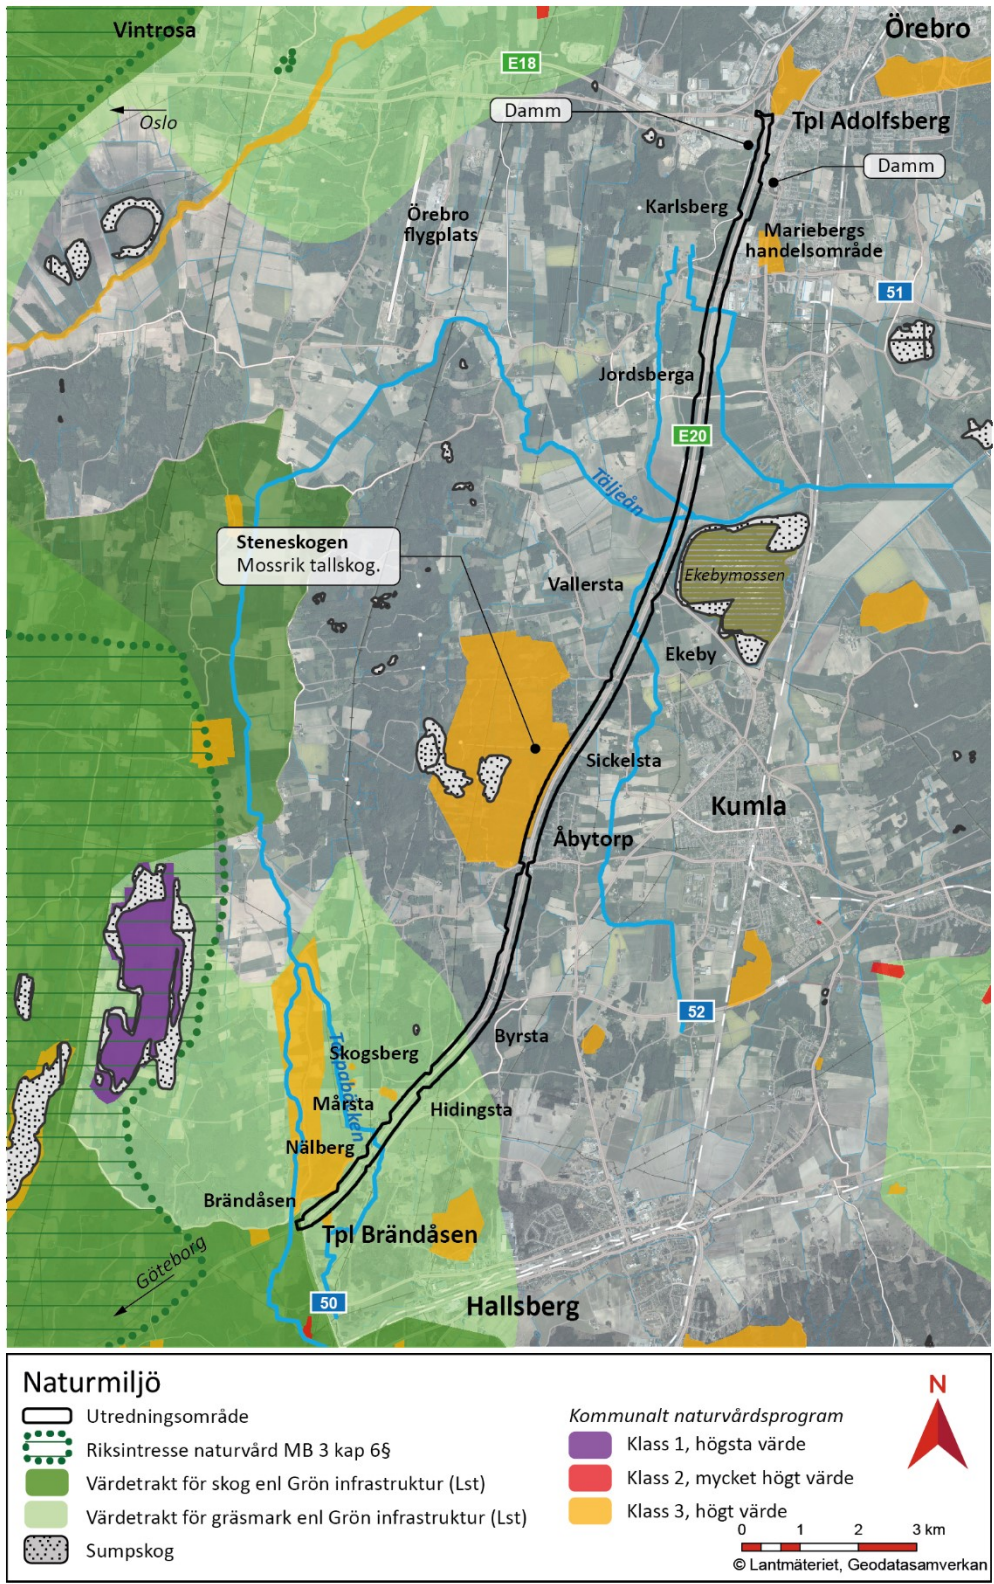 Vintrosa
Örebro
E18
Oslo
Damm
Tpl Adolfsberg
Damm
Karlsberg
Örebro
flygplats
Mariebergs
handelsområde
51
Jordsberga
E20
Täljeån
Steneskogen
Mossrik tallskog.
Vallersta
Ekebymossen
Ekeby
Sickelsta
Kumla
Åbytorp
52
Byrsta
Skogsberg
Mårsta
Hidingsta
Nälberg
Brändåsen
Tpl Brändåsen
Göteborg
50
Hallsberg
Naturmiljö
Utredningsområde
Riksintresse naturvård MB 3 kap 6§
Värdetrakt för skog enl Grön infrastruktur (Lst)
Värdetrakt för gräsmark enl Grön infrastruktur (Lst)
Sumpskog
Kommunalt naturvårdsprogram
Klass 1, högsta värde
Klass 2, mycket högt värde
Klass 3, högt värde
N
0 1 2 3 km
© Lantmäteriet, Geodatasamverkan